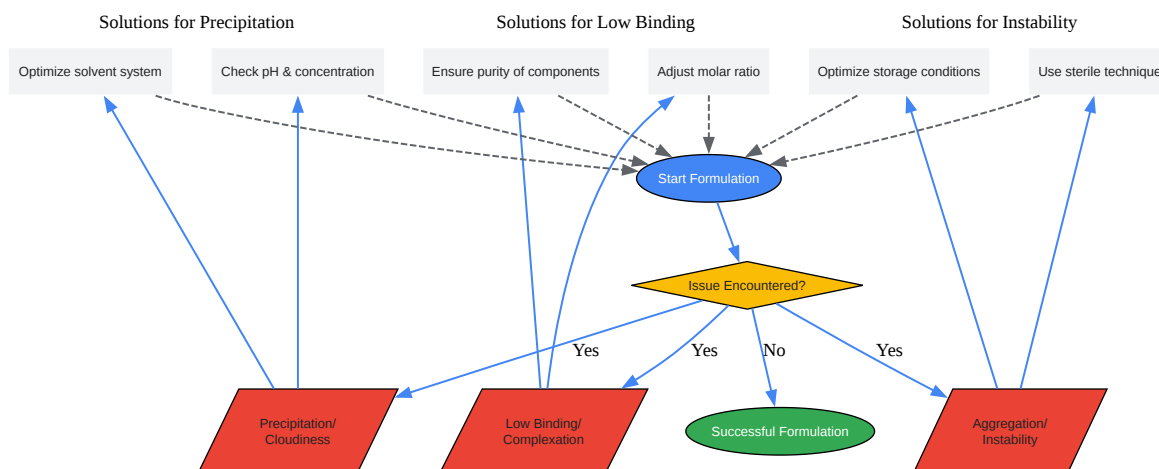 Solutions for Precipitation
Solutions for Low Binding
Solutions for Instability
Optimize solvent system
Check pH & concentration
Ensure purity of components
Adjust molar ratio
Optimize storage conditions
Use sterile technique
Start Formulation
Issue Encountered?
Yes
Yes
No
Yes
Precipitation/
Cloudiness
Low Binding/
Complexation
Successful Formulation
Aggregation/
Instability